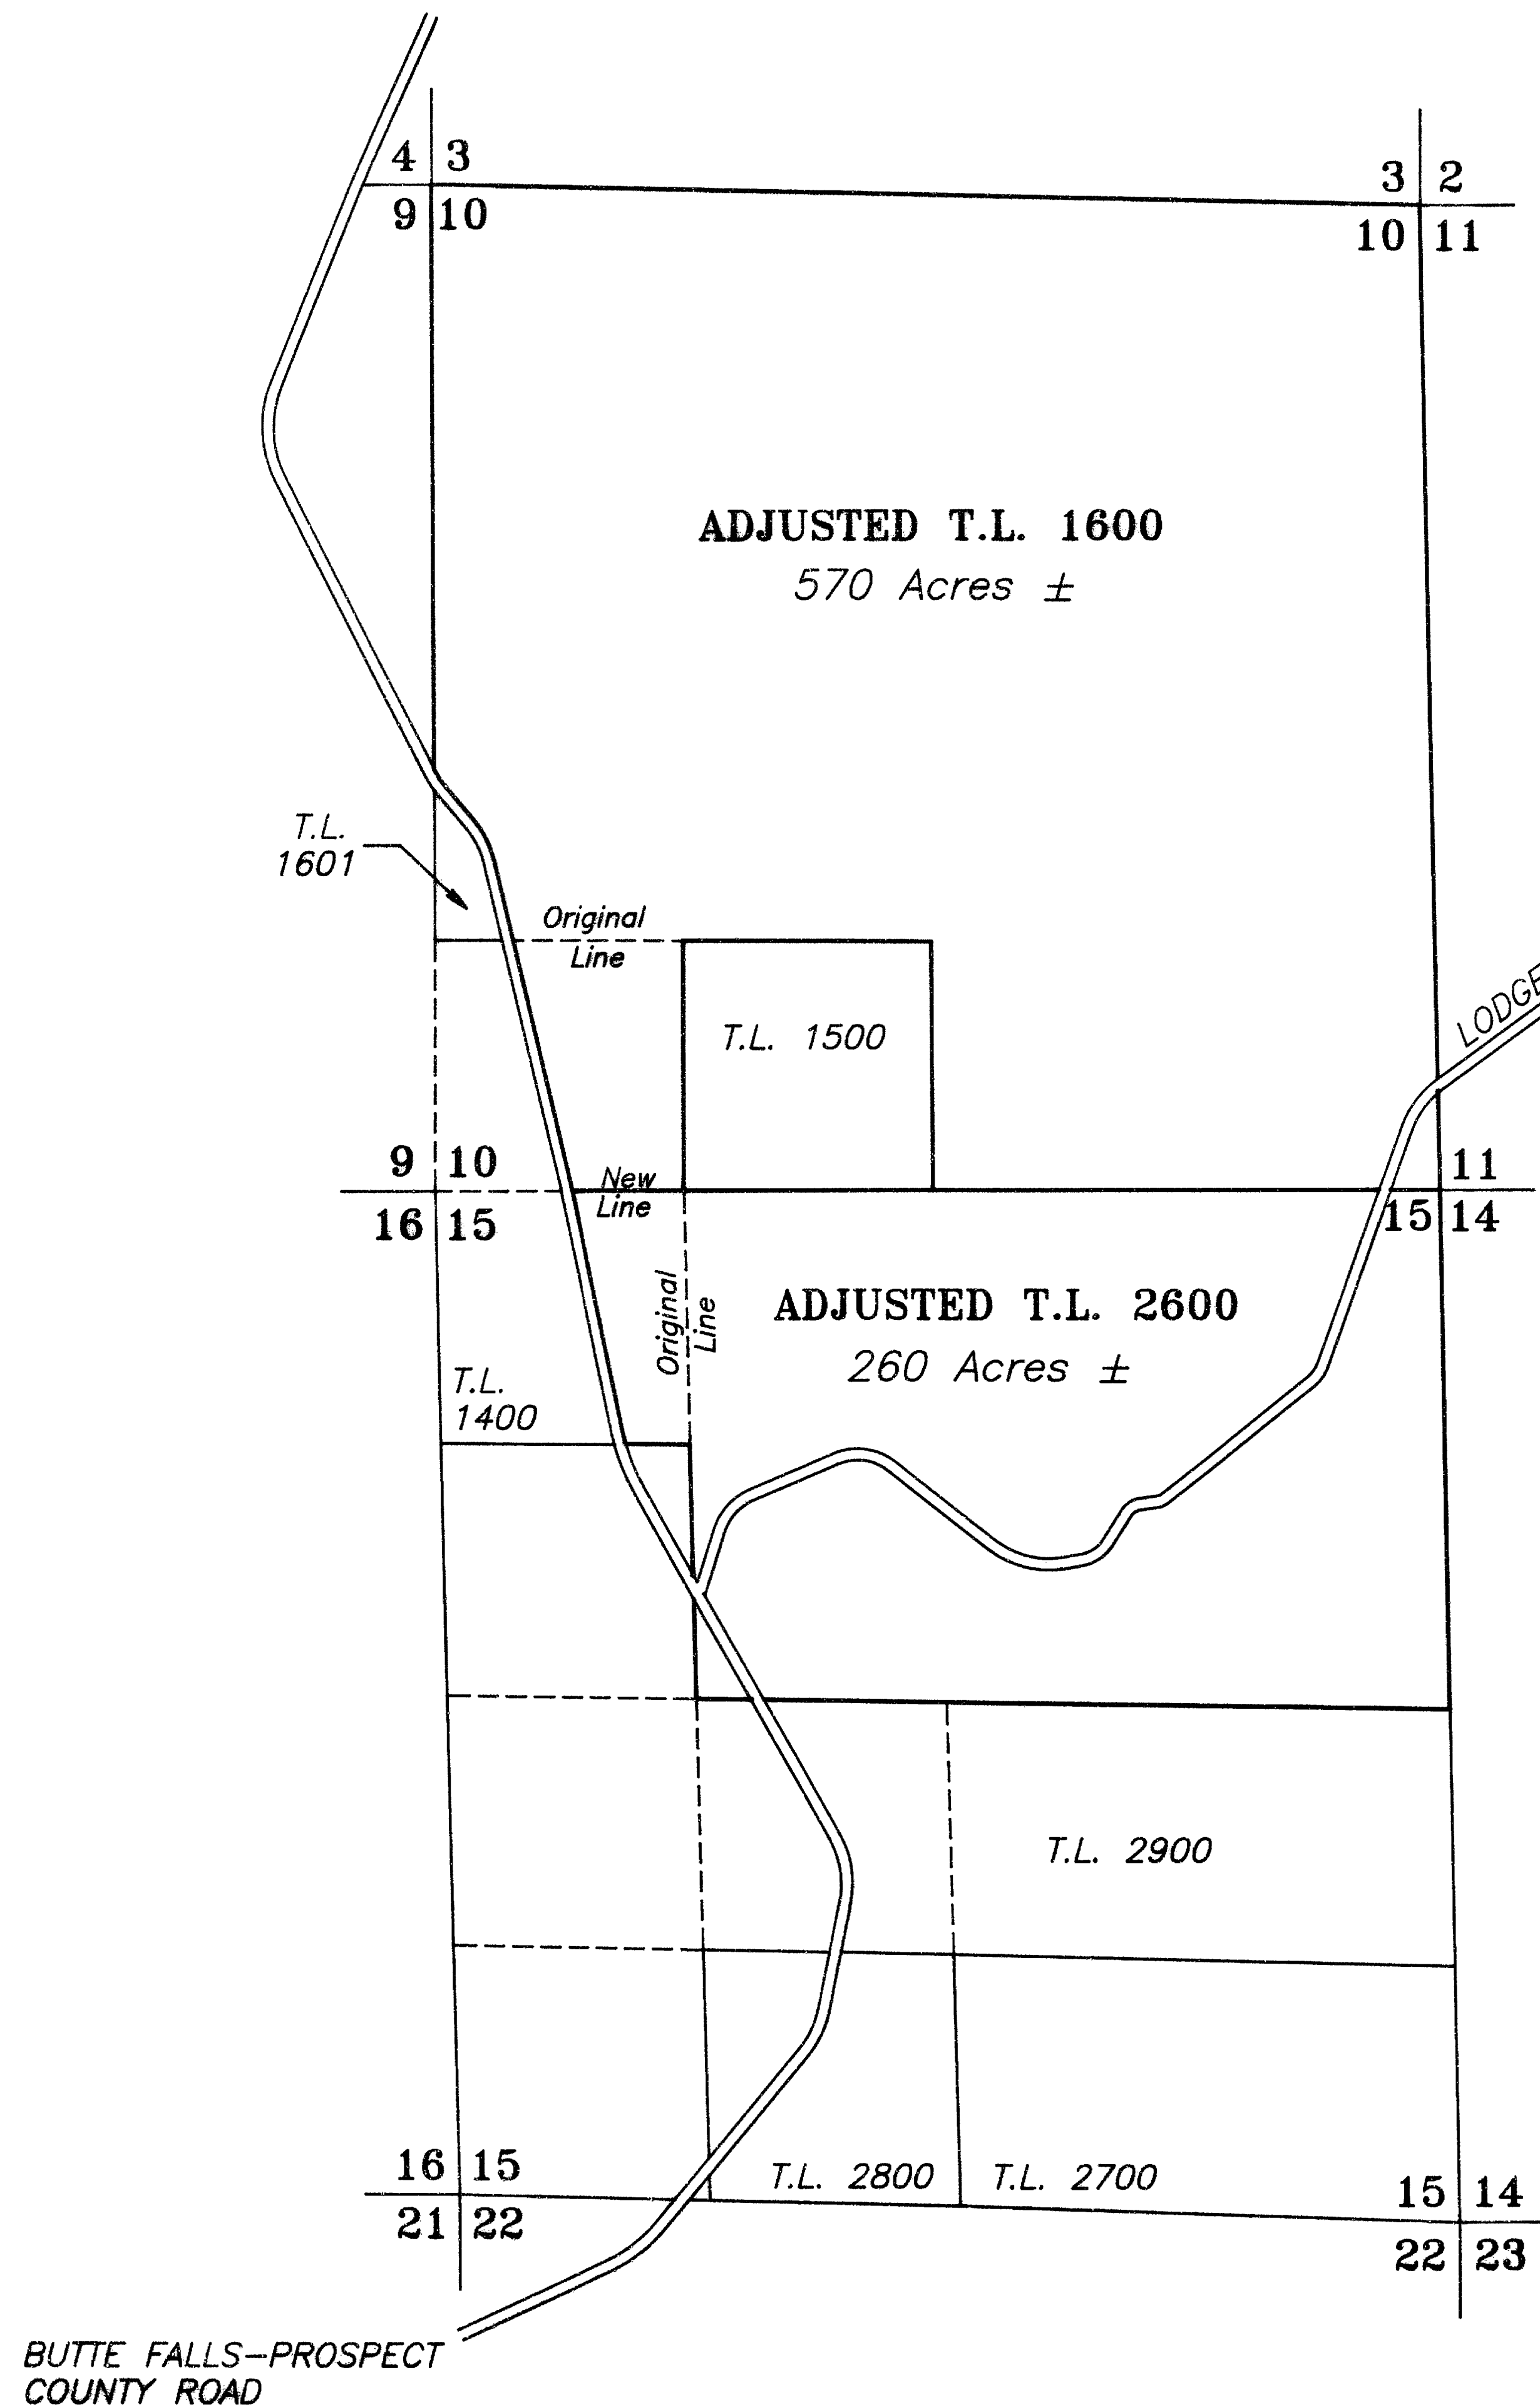 4 3
3 2
9 10
10 11
ADJUSTED T.L. 1600
570 Acres ±
T.L.
1601
Original
Line
T.L. 1500
LODGE
9 10
11
New
Line
16 15
15 14
Original
Line
ADJUSTED T.L. 2600
260 Acres ±
T.L.
1400
T.L. 2900
16 15
T.L. 2800
T.L. 2700
15 14
21 22
22 23
BUTTE FALLS-PROSPECT
COUNTY ROAD